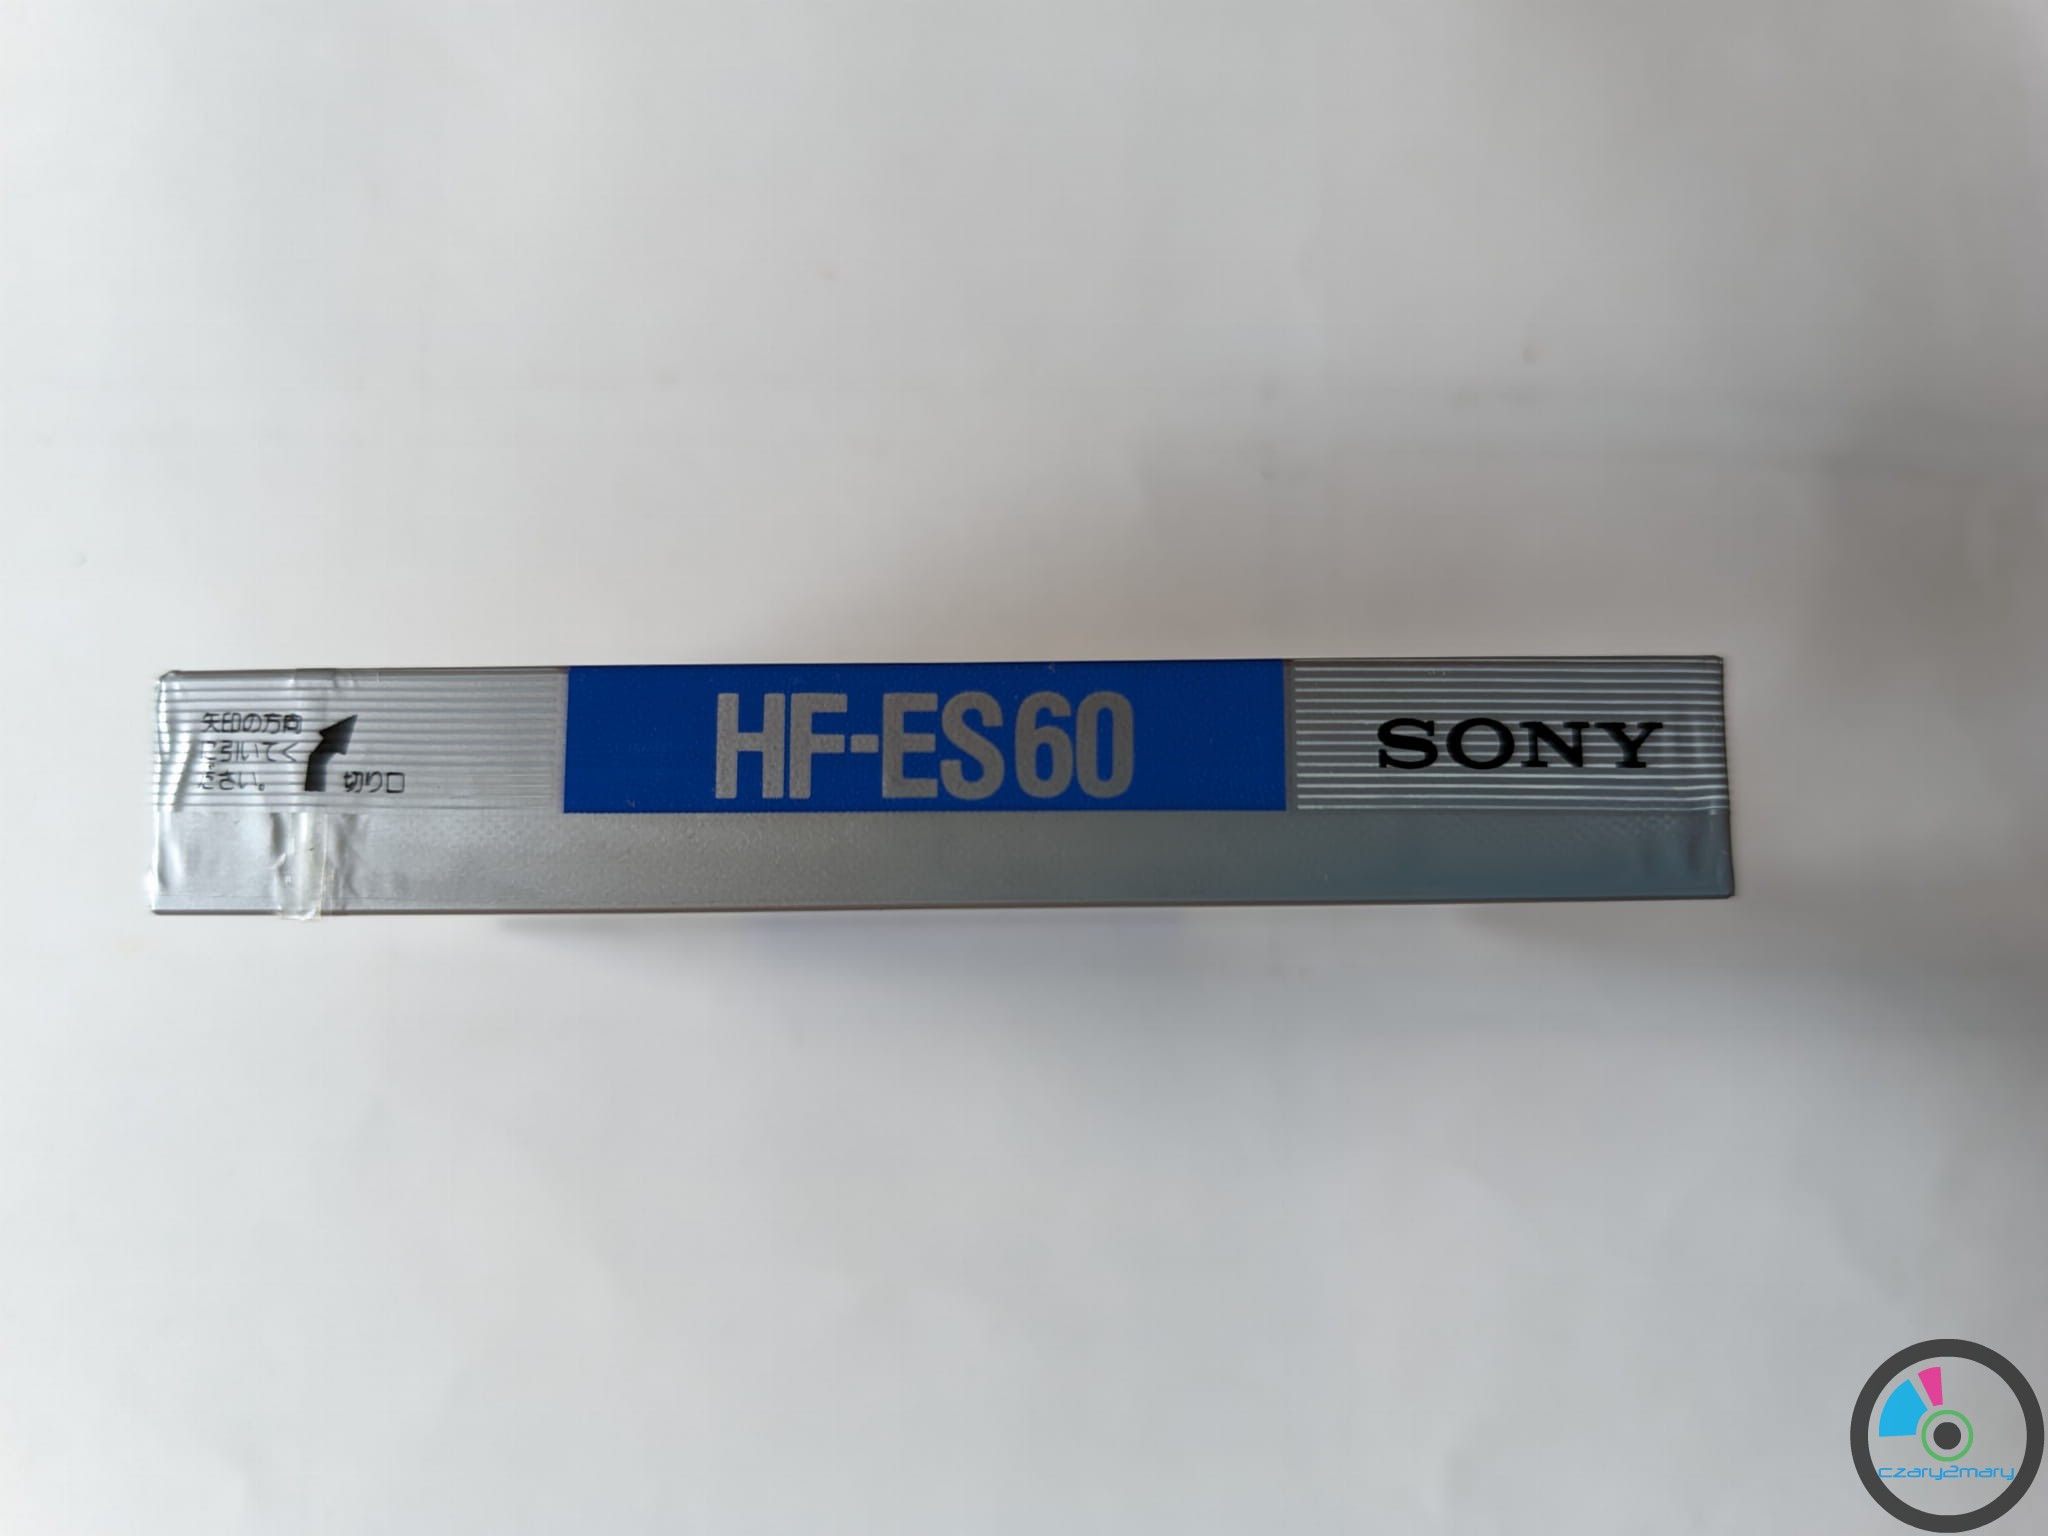 矢印の方向
に引いてく
ださい。
切り口
HF-ES60
SONY
czary2mary